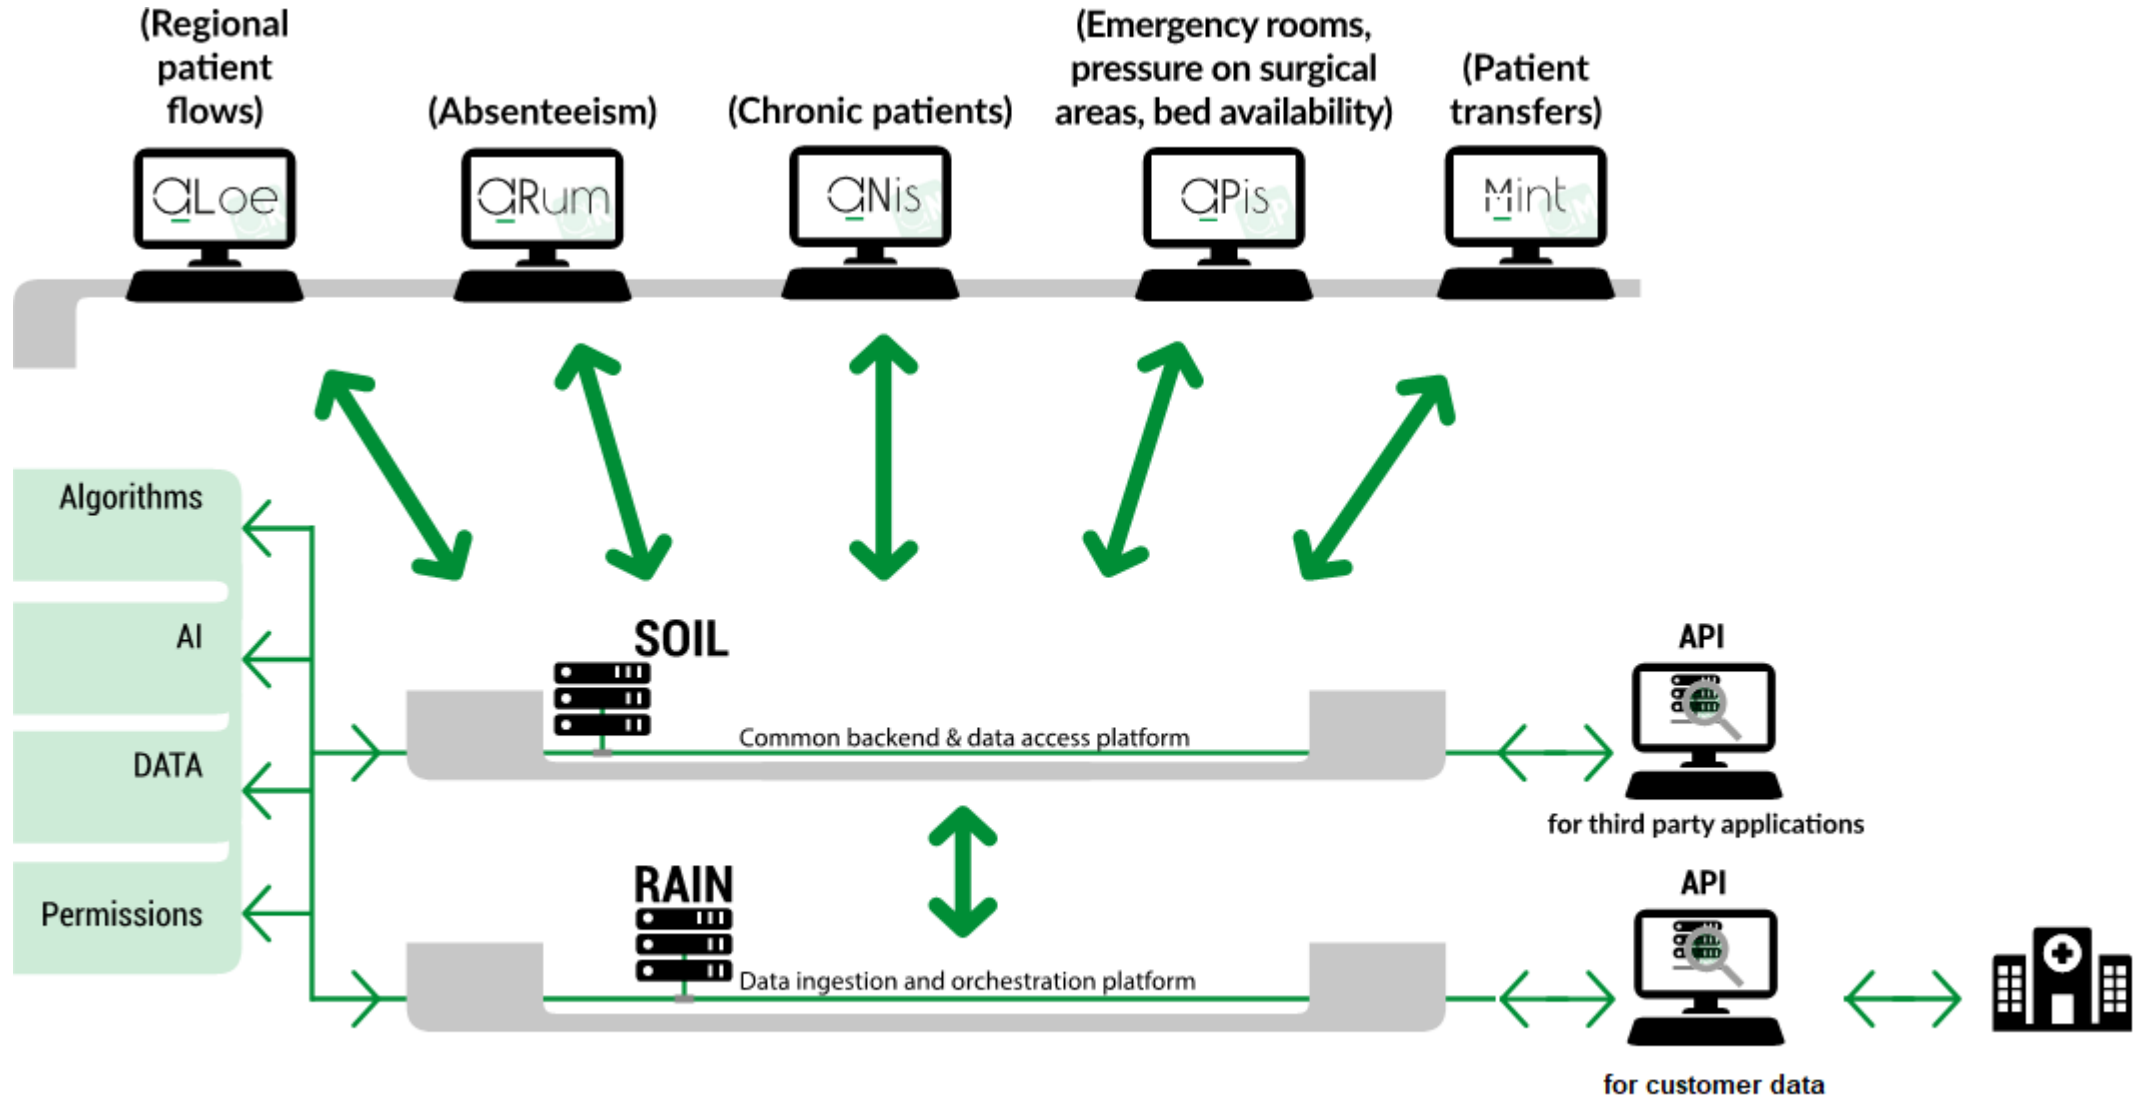 (Regional
patient
flows)
(Absenteeism)
(Chronic patients)
(Emergency rooms,
pressure on surgical
areas, bed availability)
(Patient
transfers)
aLoe
aRum
aNis
aPis
Mint
Algorithms
AI
DATA
Permissions
SOIL
Common backend & data access platform
API
for third party applications
RAIN
Data ingestion and orchestration platform
API
for customer data